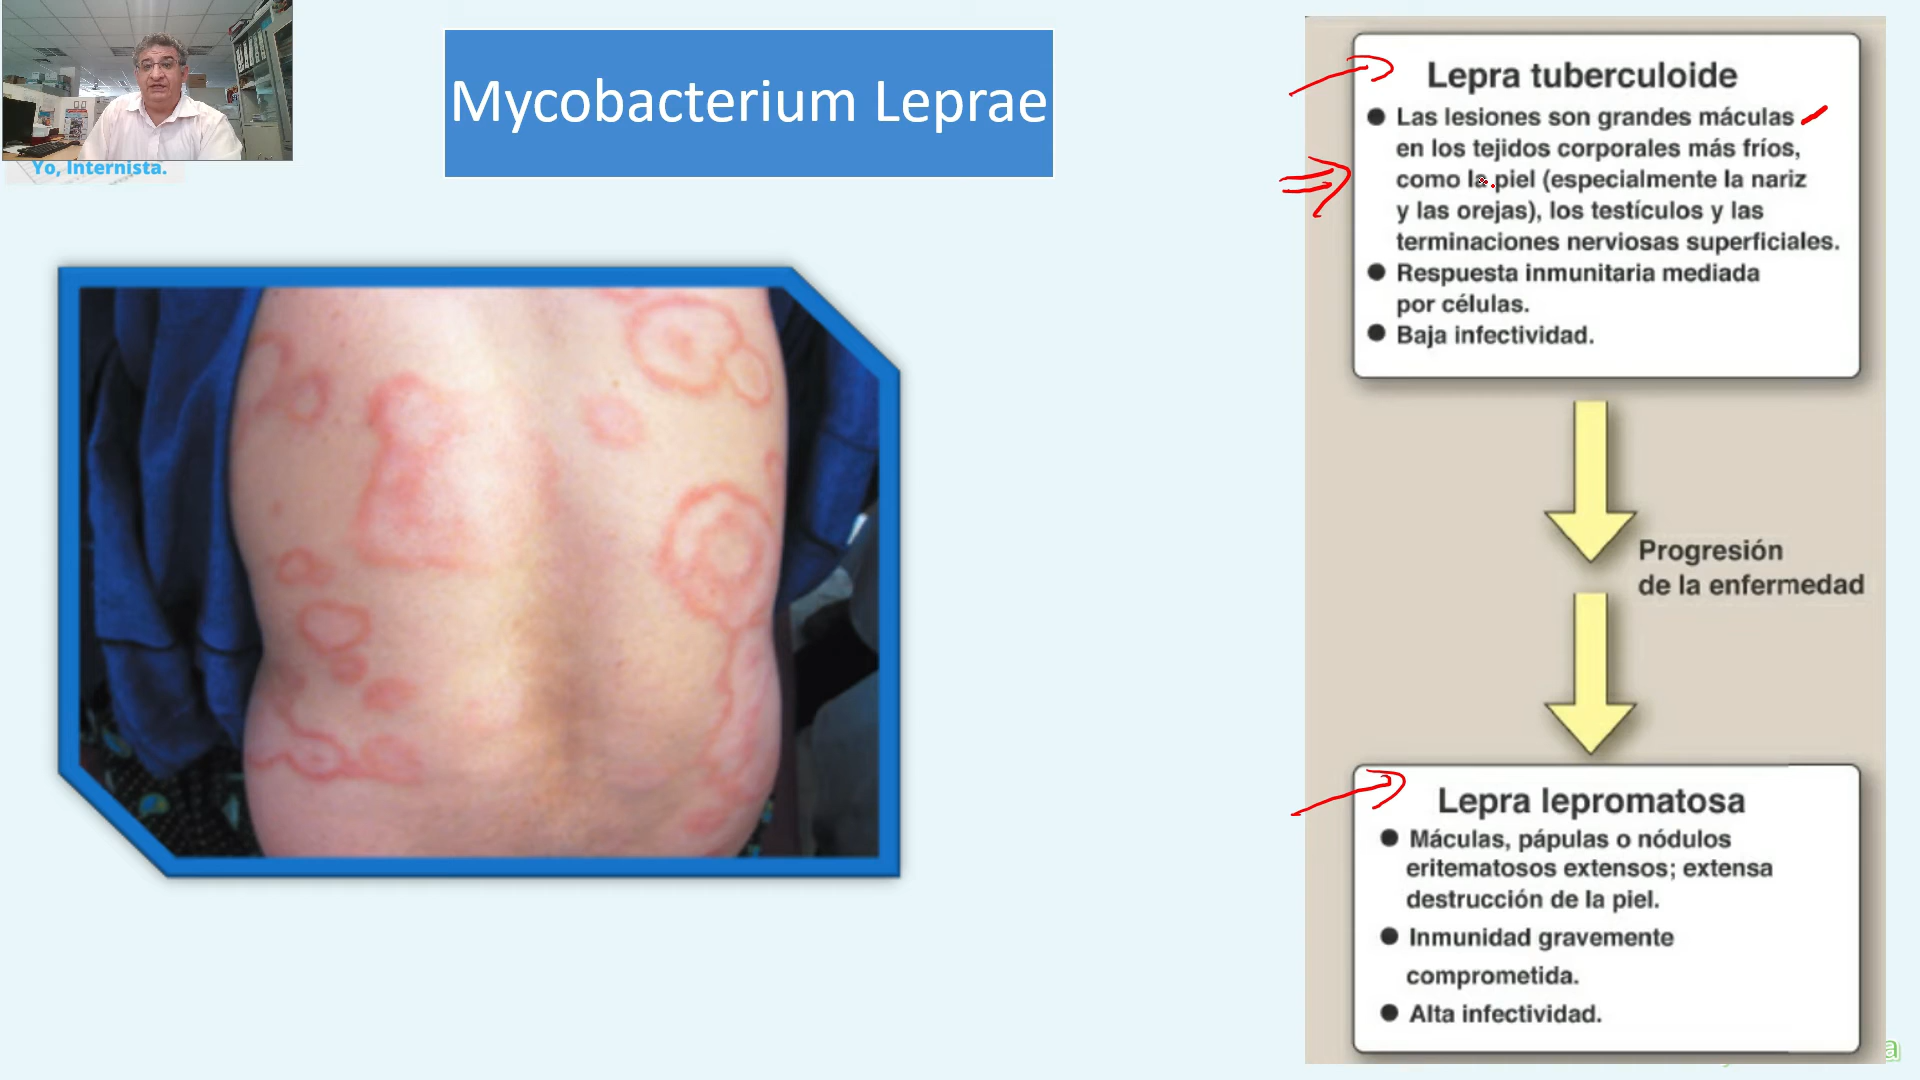 Yo, Internista.
Mycobacterium Leprae
Lepra tuberculoide
● Las lesiones son grandes máculas
en los tejidos corporales más fríos,
como la piel (especialmente la nariz
y las orejas), los testículos y las
terminaciones nerviosas superficiales.
● Respuesta inmunitaria mediada
por células.
● Baja infectividad.
Progresión
de la enfermedad
Lepra lepromatosa
● Máculas, pápulas o nódulos
eritematosos extensos; extensa
destrucción de la piel.
● Inmunidad gravemente
comprometida.
● Alta infectividad.